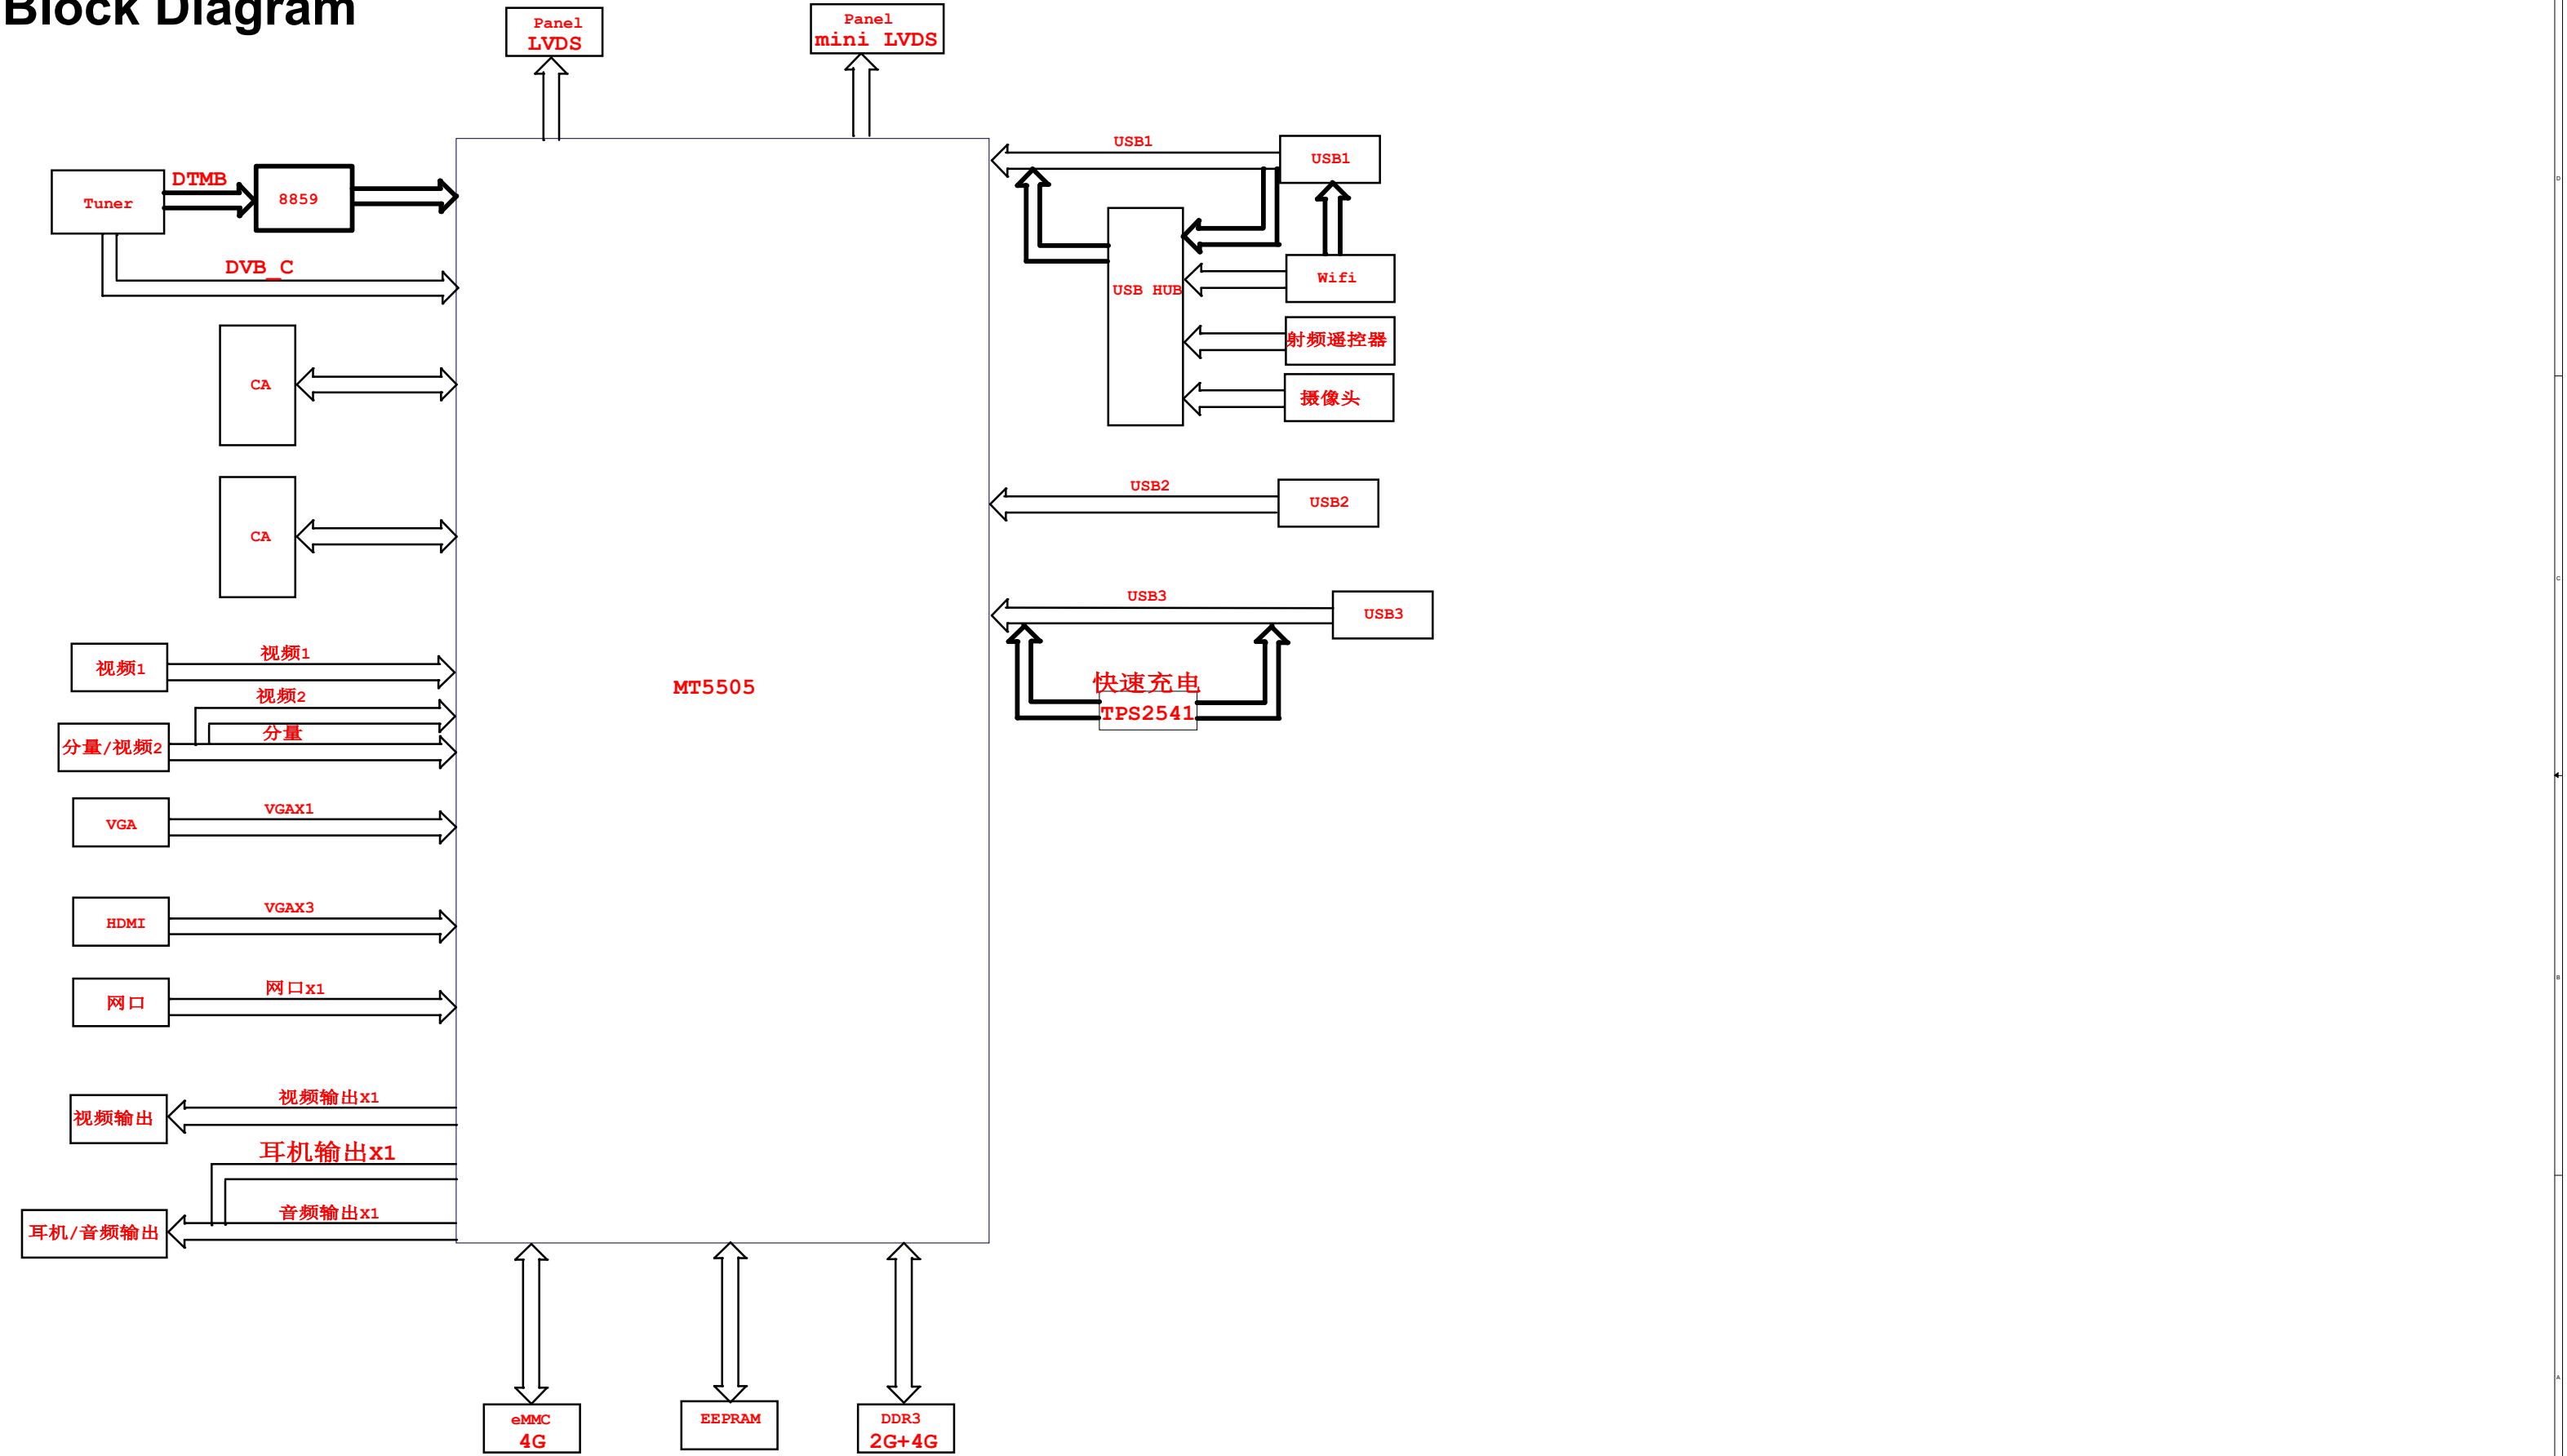 Block Diagram
Panel
LVDS
Panel
mini LVDS
Tuner
DTMB
8859
DVB_C
CA
CA
视频1
视频1
视频2
分量/视频2
分量
VGA
VGAX1
HDMI
VGAX3
网口
网口X1
视频输出
视频输出X1
耳机输出X1
耳机/音频输出
音频输出X1
MT5505
USB1
USB1
USB HUB
Wifi
射频遥控器
摄像头
USB2
USB2
USB3
USB3
快速充电
TPS2541
eMMC
4G
EEPRAM
DDR3
2G+4G
D
C
B
A